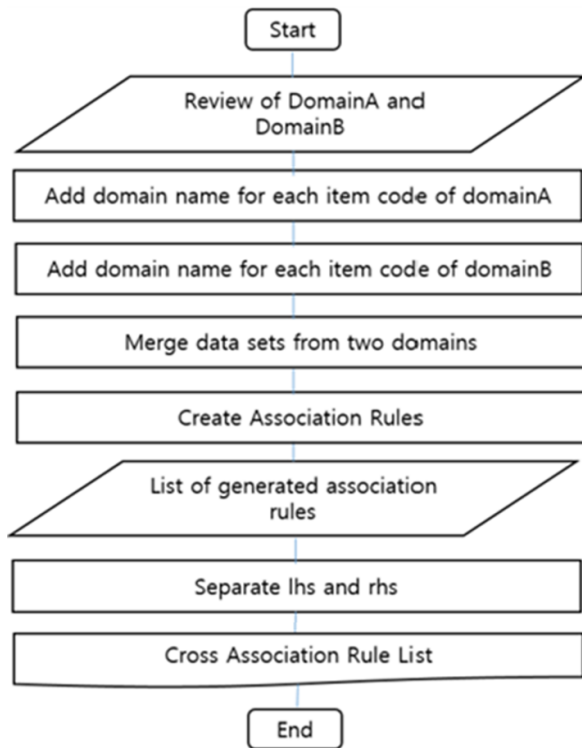 Start
Review of DomainA and
DomainB
Add domain name for each item code of domainA
Add domain name for each item code of domainB
Merge data sets from two domains
Create Association Rules
List of generated association
rules
Separate lhs and rhs
Cross Association Rule List
End